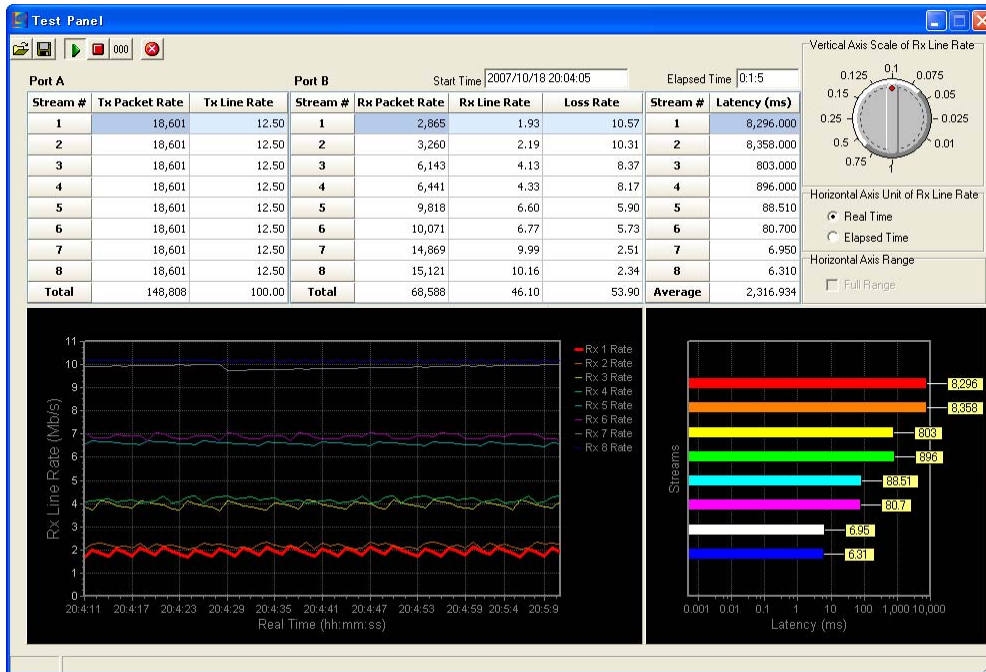 Test Panel
000
Port A
Port B
Start Time 2007/10/18 20:04:05
Elapsed Time 0:1:5
Stream # Tx Packet Rate Tx Line Rate Stream # Rx Packet Rate Rx Line Rate Loss Rate Stream # Latency (ms)
1 18,601 12.50 1 2,865 1.93 10.57 1 8,296.000
2 18,601 12.50 2 3,260 2.19 10.31 2 8,358.000
3 18,601 12.50 3 6,143 4.13 8.37 3 803.000
4 18,601 12.50 4 6,441 4.33 8.17 4 896.000
5 18,601 12.50 5 9,818 6.60 5.90 5 88.510
6 18,601 12.50 6 10,071 6.77 5.73 6 80.700
7 18,601 12.50 7 14,869 9.99 2.51 7 6.950
8 18,601 12.50 8 15,121 10.16 2.34 8 6.310
Total 148,808 100.00 Total 68,588 46.10 53.90 Average 2,316.934
Vertical Axis Scale of Rx Line Rate
0.1
0.125 0.075
0.15 0.05
0.25 0.025
0.5 0.01
0.75
1
Horizontal Axis Unit of Rx Line Rate
Real Time
Elapsed Time
Horizontal Axis Range
Full Range
Rx Line Rate (Mb/s)
11
10
9
8
7
6
5
4
3
2
1
0
20:4:11 20:4:17 20:4:23 20:4:29 20:4:35 20:4:41 20:4:47 20:4:53 20:4:59 20:5:4 20:5:9
Real Time (hh:mm:ss)
Rx 1 Rate
Rx 2 Rate
Rx 3 Rate
Rx 4 Rate
Rx 5 Rate
Rx 6 Rate
Rx 7 Rate
Rx 8 Rate
Streams
8,296
8,358
803
896
88.51
80.7
6.95
6.31
0.001 0.01 0.1 1 10 100 1,000 10,000
Latency (ms)